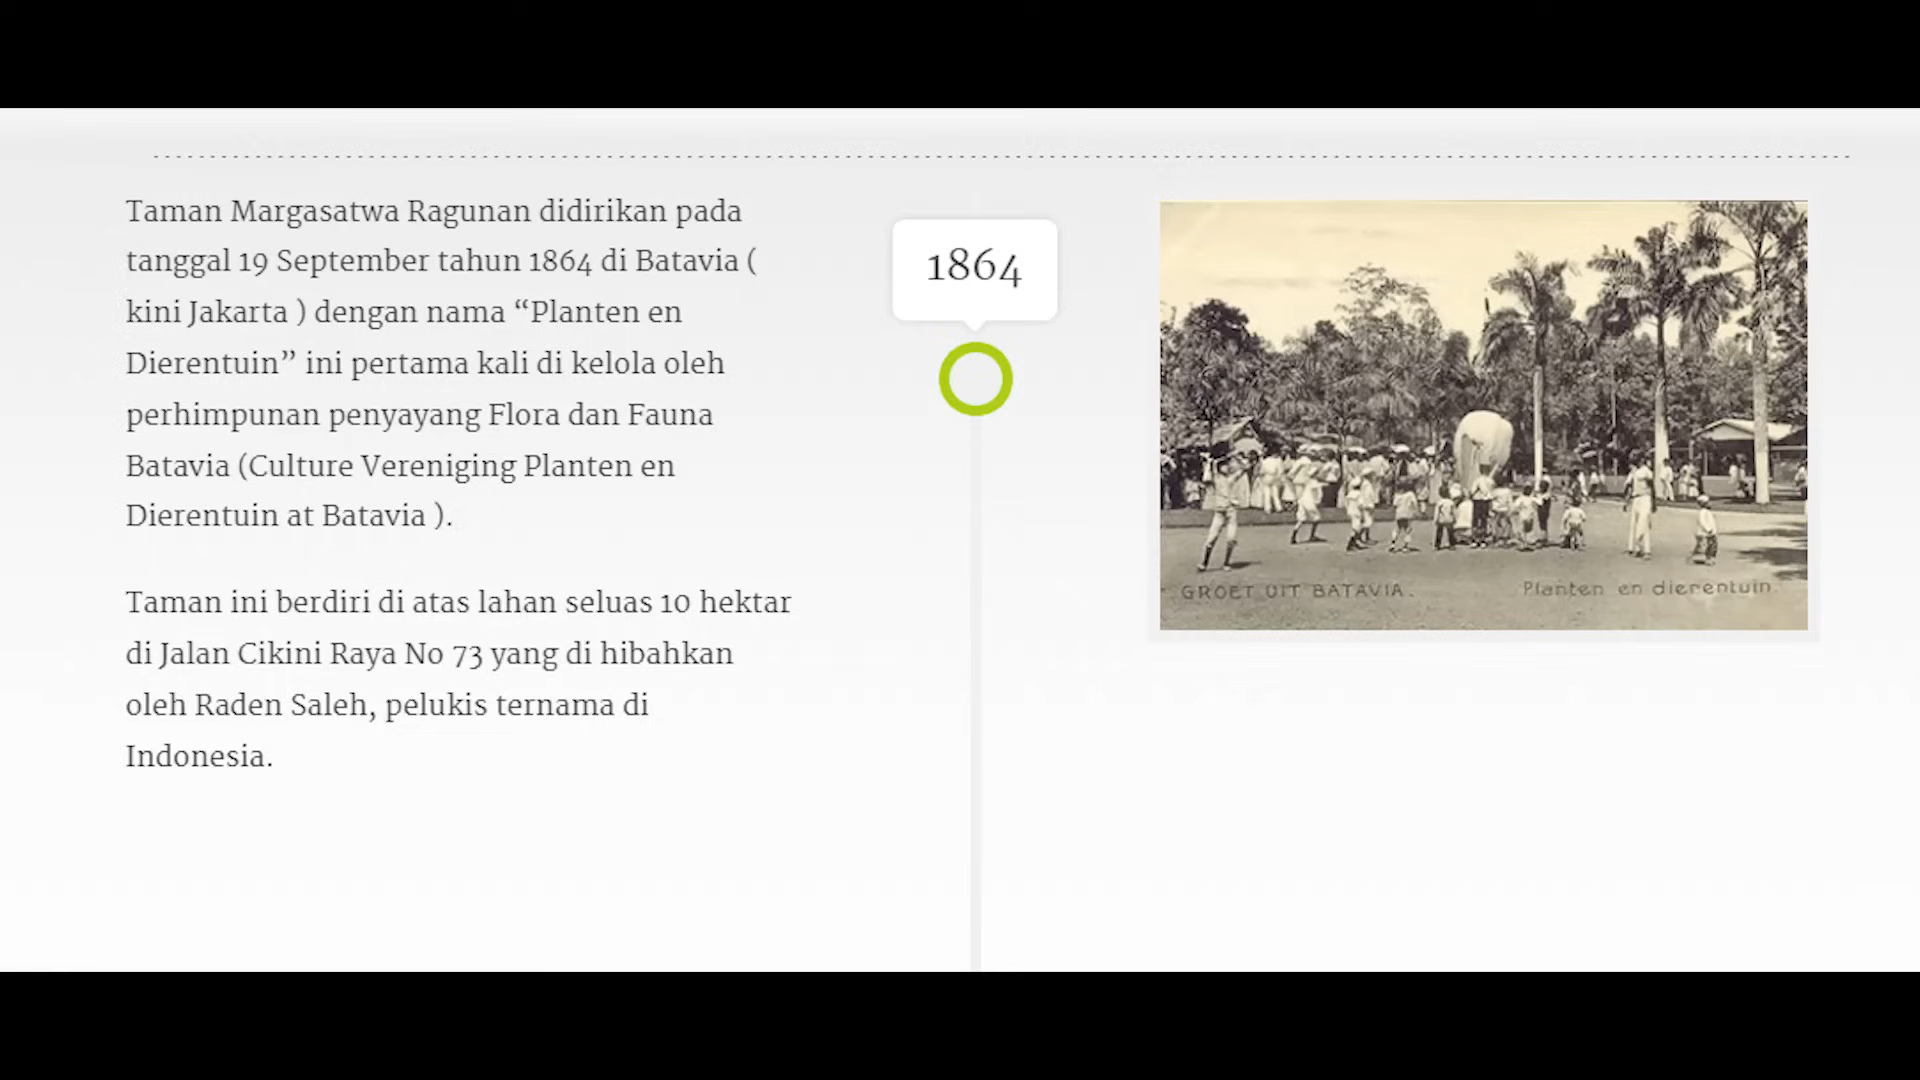 Taman Margasatwa Ragunan didirikan pada
tanggal 19 September tahun 1864 di Batavia (
kini Jakarta ) dengan nama “Planten en
Dierentuin” ini pertama kali di kelola oleh
perhimpunan penyayang Flora dan Fauna
Batavia (Culture Vereniging Planten en
Dierentuin at Batavia ).
Taman ini berdiri di atas lahan seluas 10 hektar
di Jalan Cikini Raya No 73 yang di hibahkan
oleh Raden Saleh, pelukis ternama di
Indonesia.
1864
GROET UIT BATAVIA.
Planten en dierentuin.